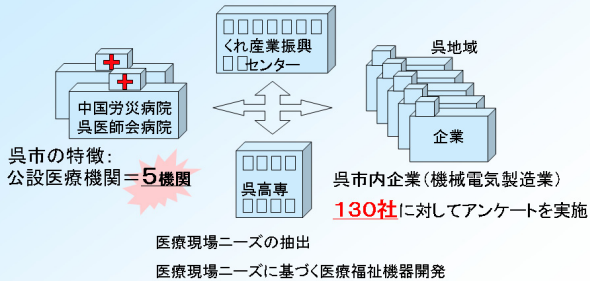 くれ産業振興
センター
中国労災病院
呉医師会病院
呉地域
企業
呉高専
呉市の特徴：
公設医療機関＝５機関
呉市内企業（機械電気製造業）
１３０社に対してアンケートを実施
医療現場ニーズの抽出
医療現場ニーズに基づく医療福祉機器開発